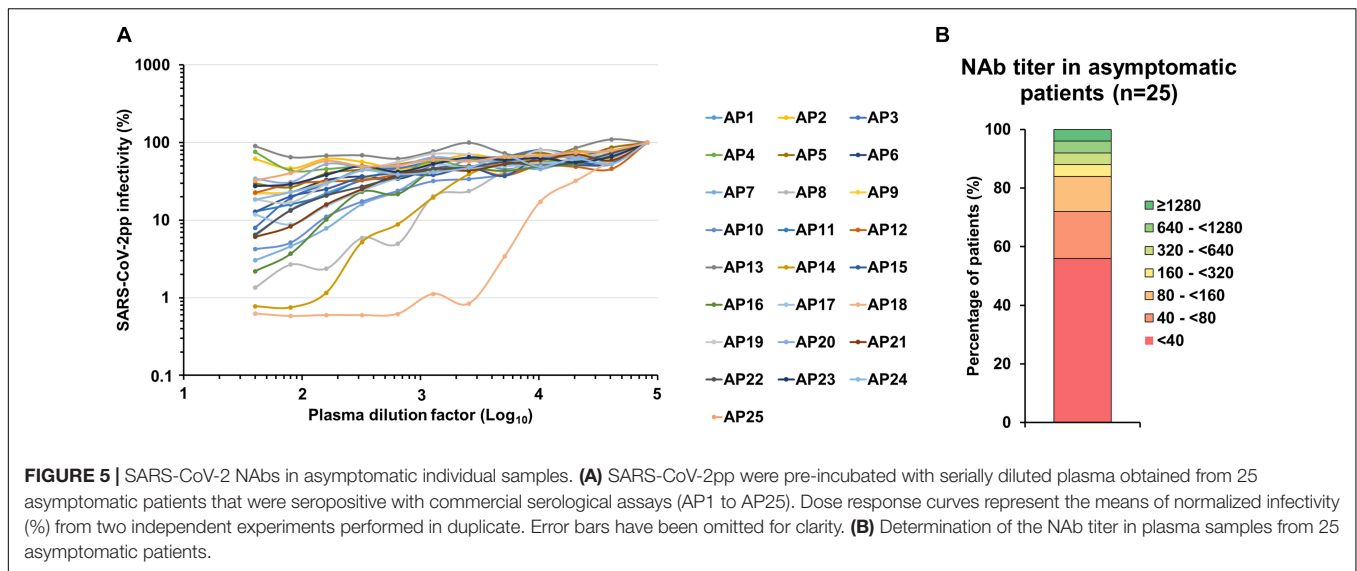 A
SARS-CoV-2pp infectivity (%)
1000
100
10
1
0.1
1 2 3 4 5
Plasma dilution factor (Log10)
AP1 AP2 AP3
AP4 AP5 AP6
AP7 AP8 AP9
AP10 AP11 AP12
AP13 AP14 AP15
AP16 AP17 AP18
AP19 AP20 AP21
AP22 AP23 AP24
AP25
B
NAb titer in asymptomatic
patients (n=25)
Percentage of patients (%)
100
80
60
40
20
0
≥1280
640 - <1280
320 - <640
160 - <320
80 - <160
40 - <80
<40
FIGURE 5 | SARS-CoV-2 NAbs in asymptomatic individual samples. (A) SARS-CoV-2pp were pre-incubated with serially diluted plasma obtained from 25
asymptomatic patients that were seropositive with commercial serological assays (AP1 to AP25). Dose response curves represent the means of normalized infectivity
(%) from two independent experiments performed in duplicate. Error bars have been omitted for clarity. (B) Determination of the NAb titer in plasma samples from 25
asymptomatic patients.